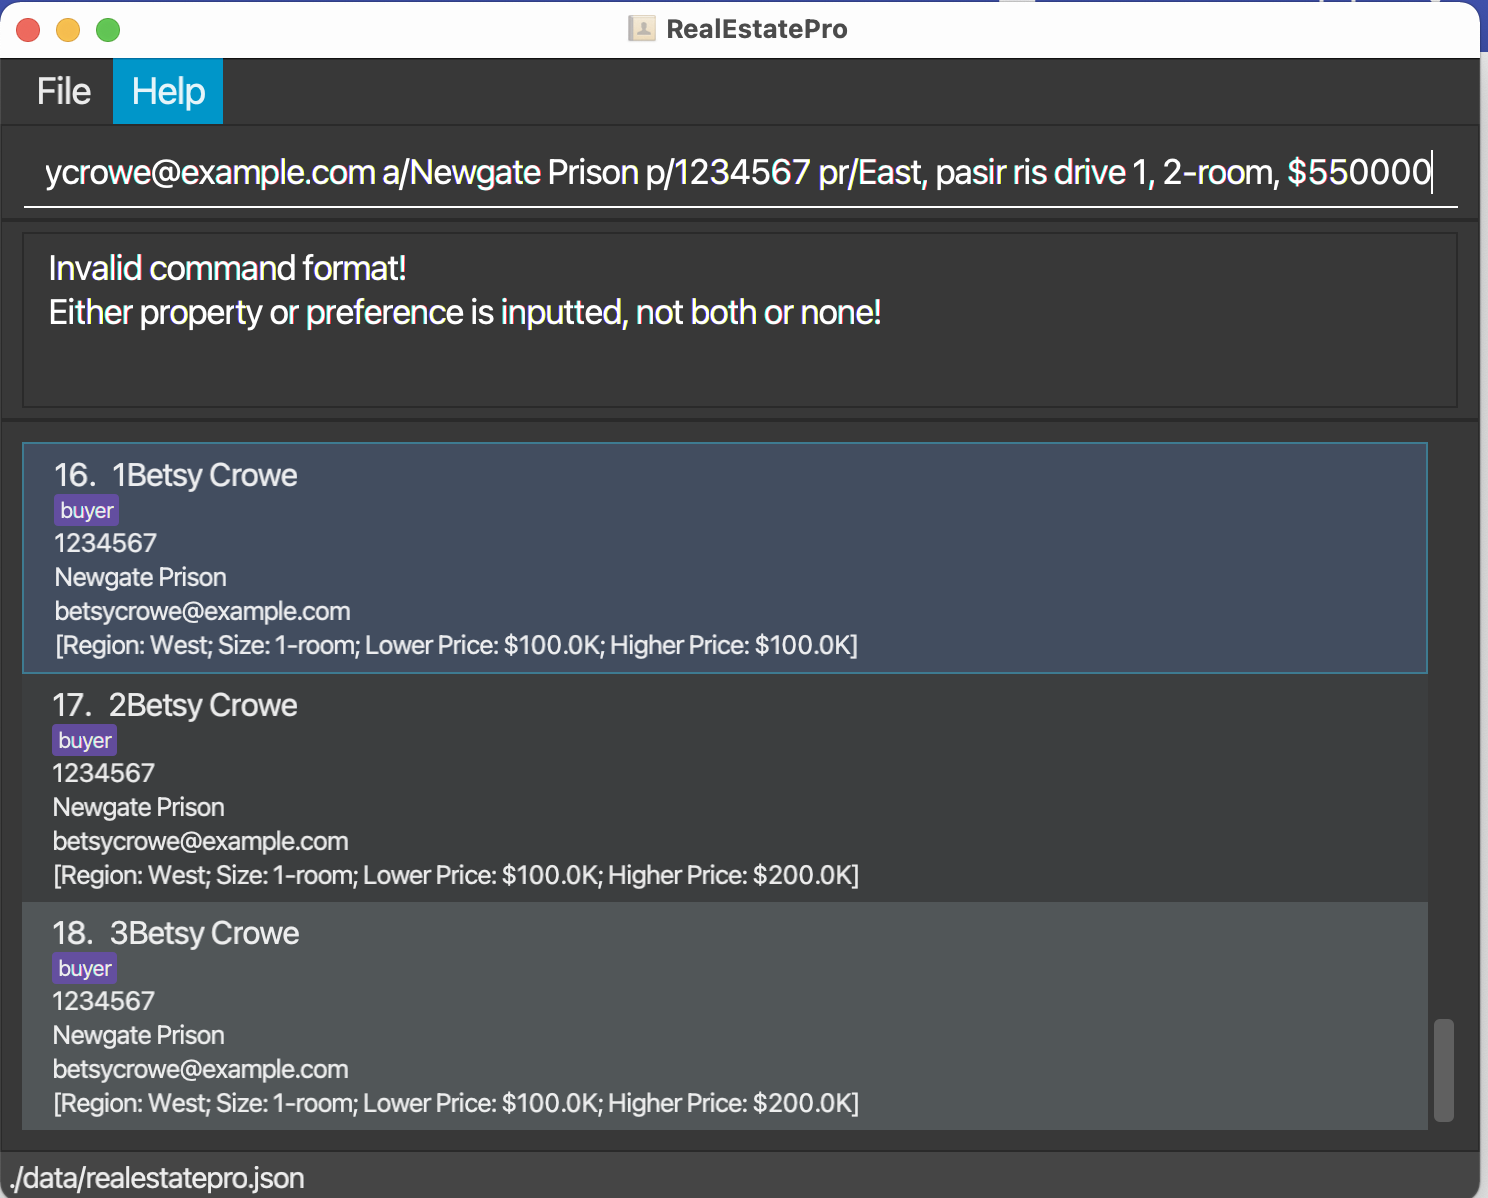 RealEstatePro
File Help
ycrowe@example.com a/Newgate Prison p/1234567 pr/East, pasir ris drive 1, 2-room, $550000
Invalid command format!
Either property or preference is inputted, not both or none!
16. 1Betsy Crowe
buyer
1234567
Newgate Prison
betsycrowe@example.com
[Region: West; Size: 1-room; Lower Price: $100.0K; Higher Price: $100.0K]
17. 2Betsy Crowe
buyer
1234567
Newgate Prison
betsycrowe@example.com
[Region: West; Size: 1-room; Lower Price: $100.0K; Higher Price: $200.0K]
18. 3Betsy Crowe
buyer
1234567
Newgate Prison
betsycrowe@example.com
[Region: West; Size: 1-room; Lower Price: $100.0K; Higher Price: $200.0K]
./data/realestatepro.json